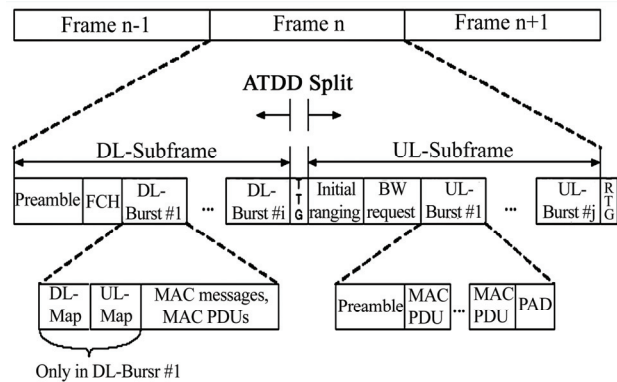 Frame n-1 Frame n Frame n+1
ATDD Split
DL-Subframe UL-Subframe
Preamble FCH DL-Burst #1 ... DL-Burst #i TTG Initial ranging BW request UL-Burst #1 ... UL-Burst #j RTG
DL-Map UL-Map MAC messages, MAC PDUs
Preamble MAC PDU ... MAC PDU PAD
Only in DL-Bursr #1